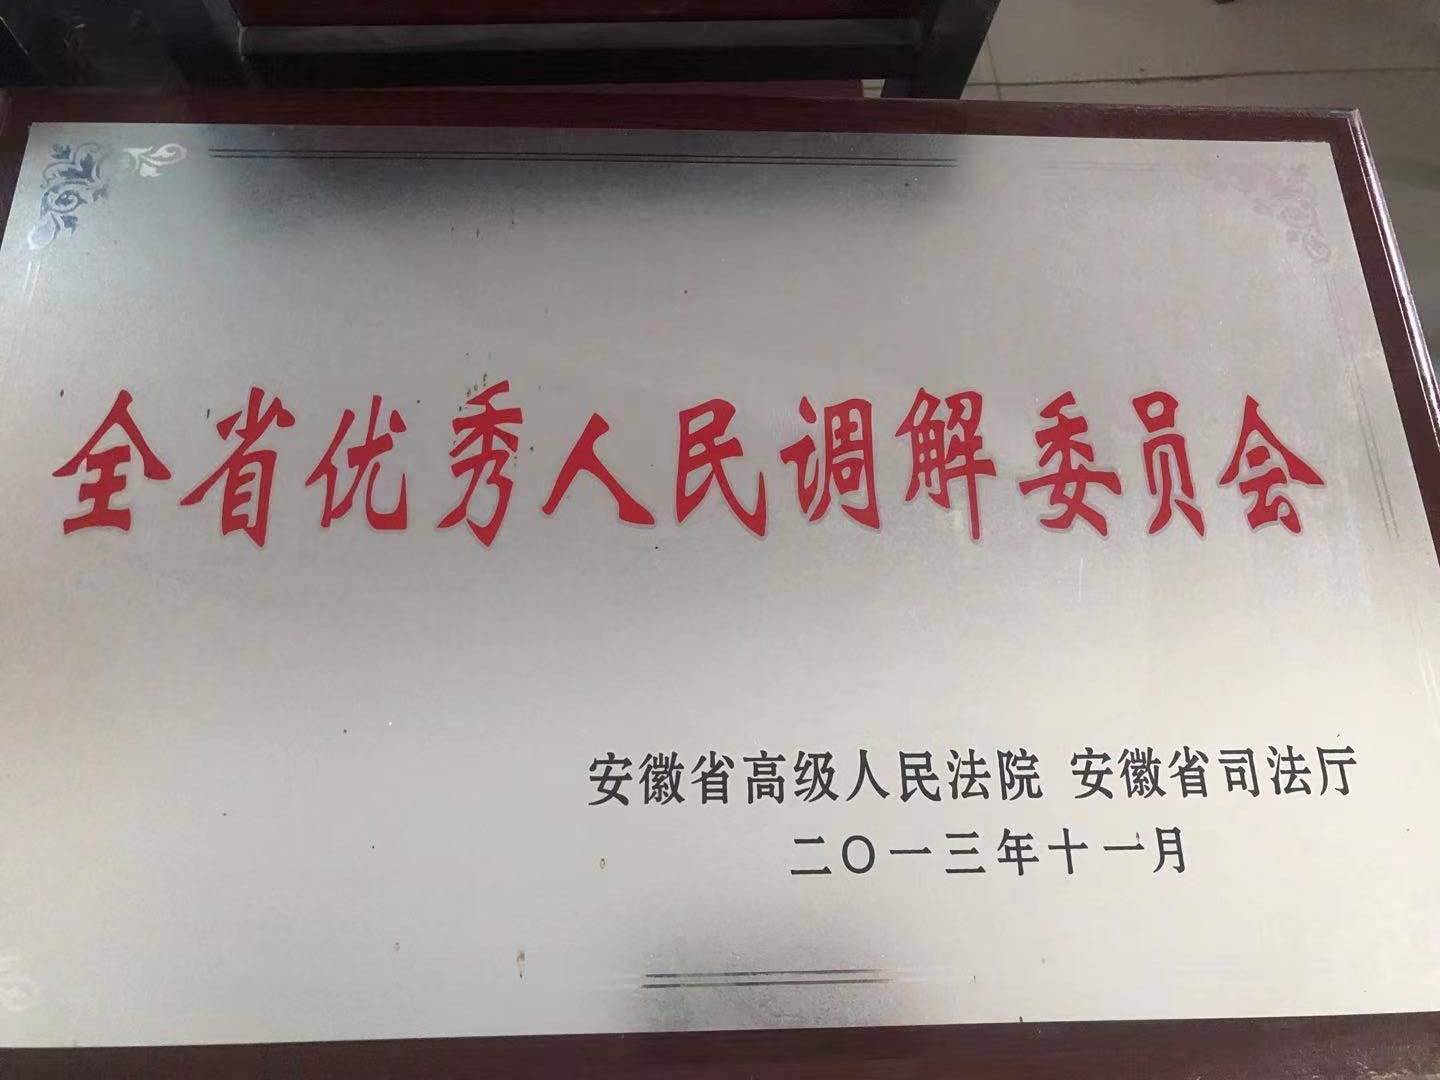 全省优秀人民调解委员会
安徽省高级人民法院 安徽省司法厅
二〇一三年十一月